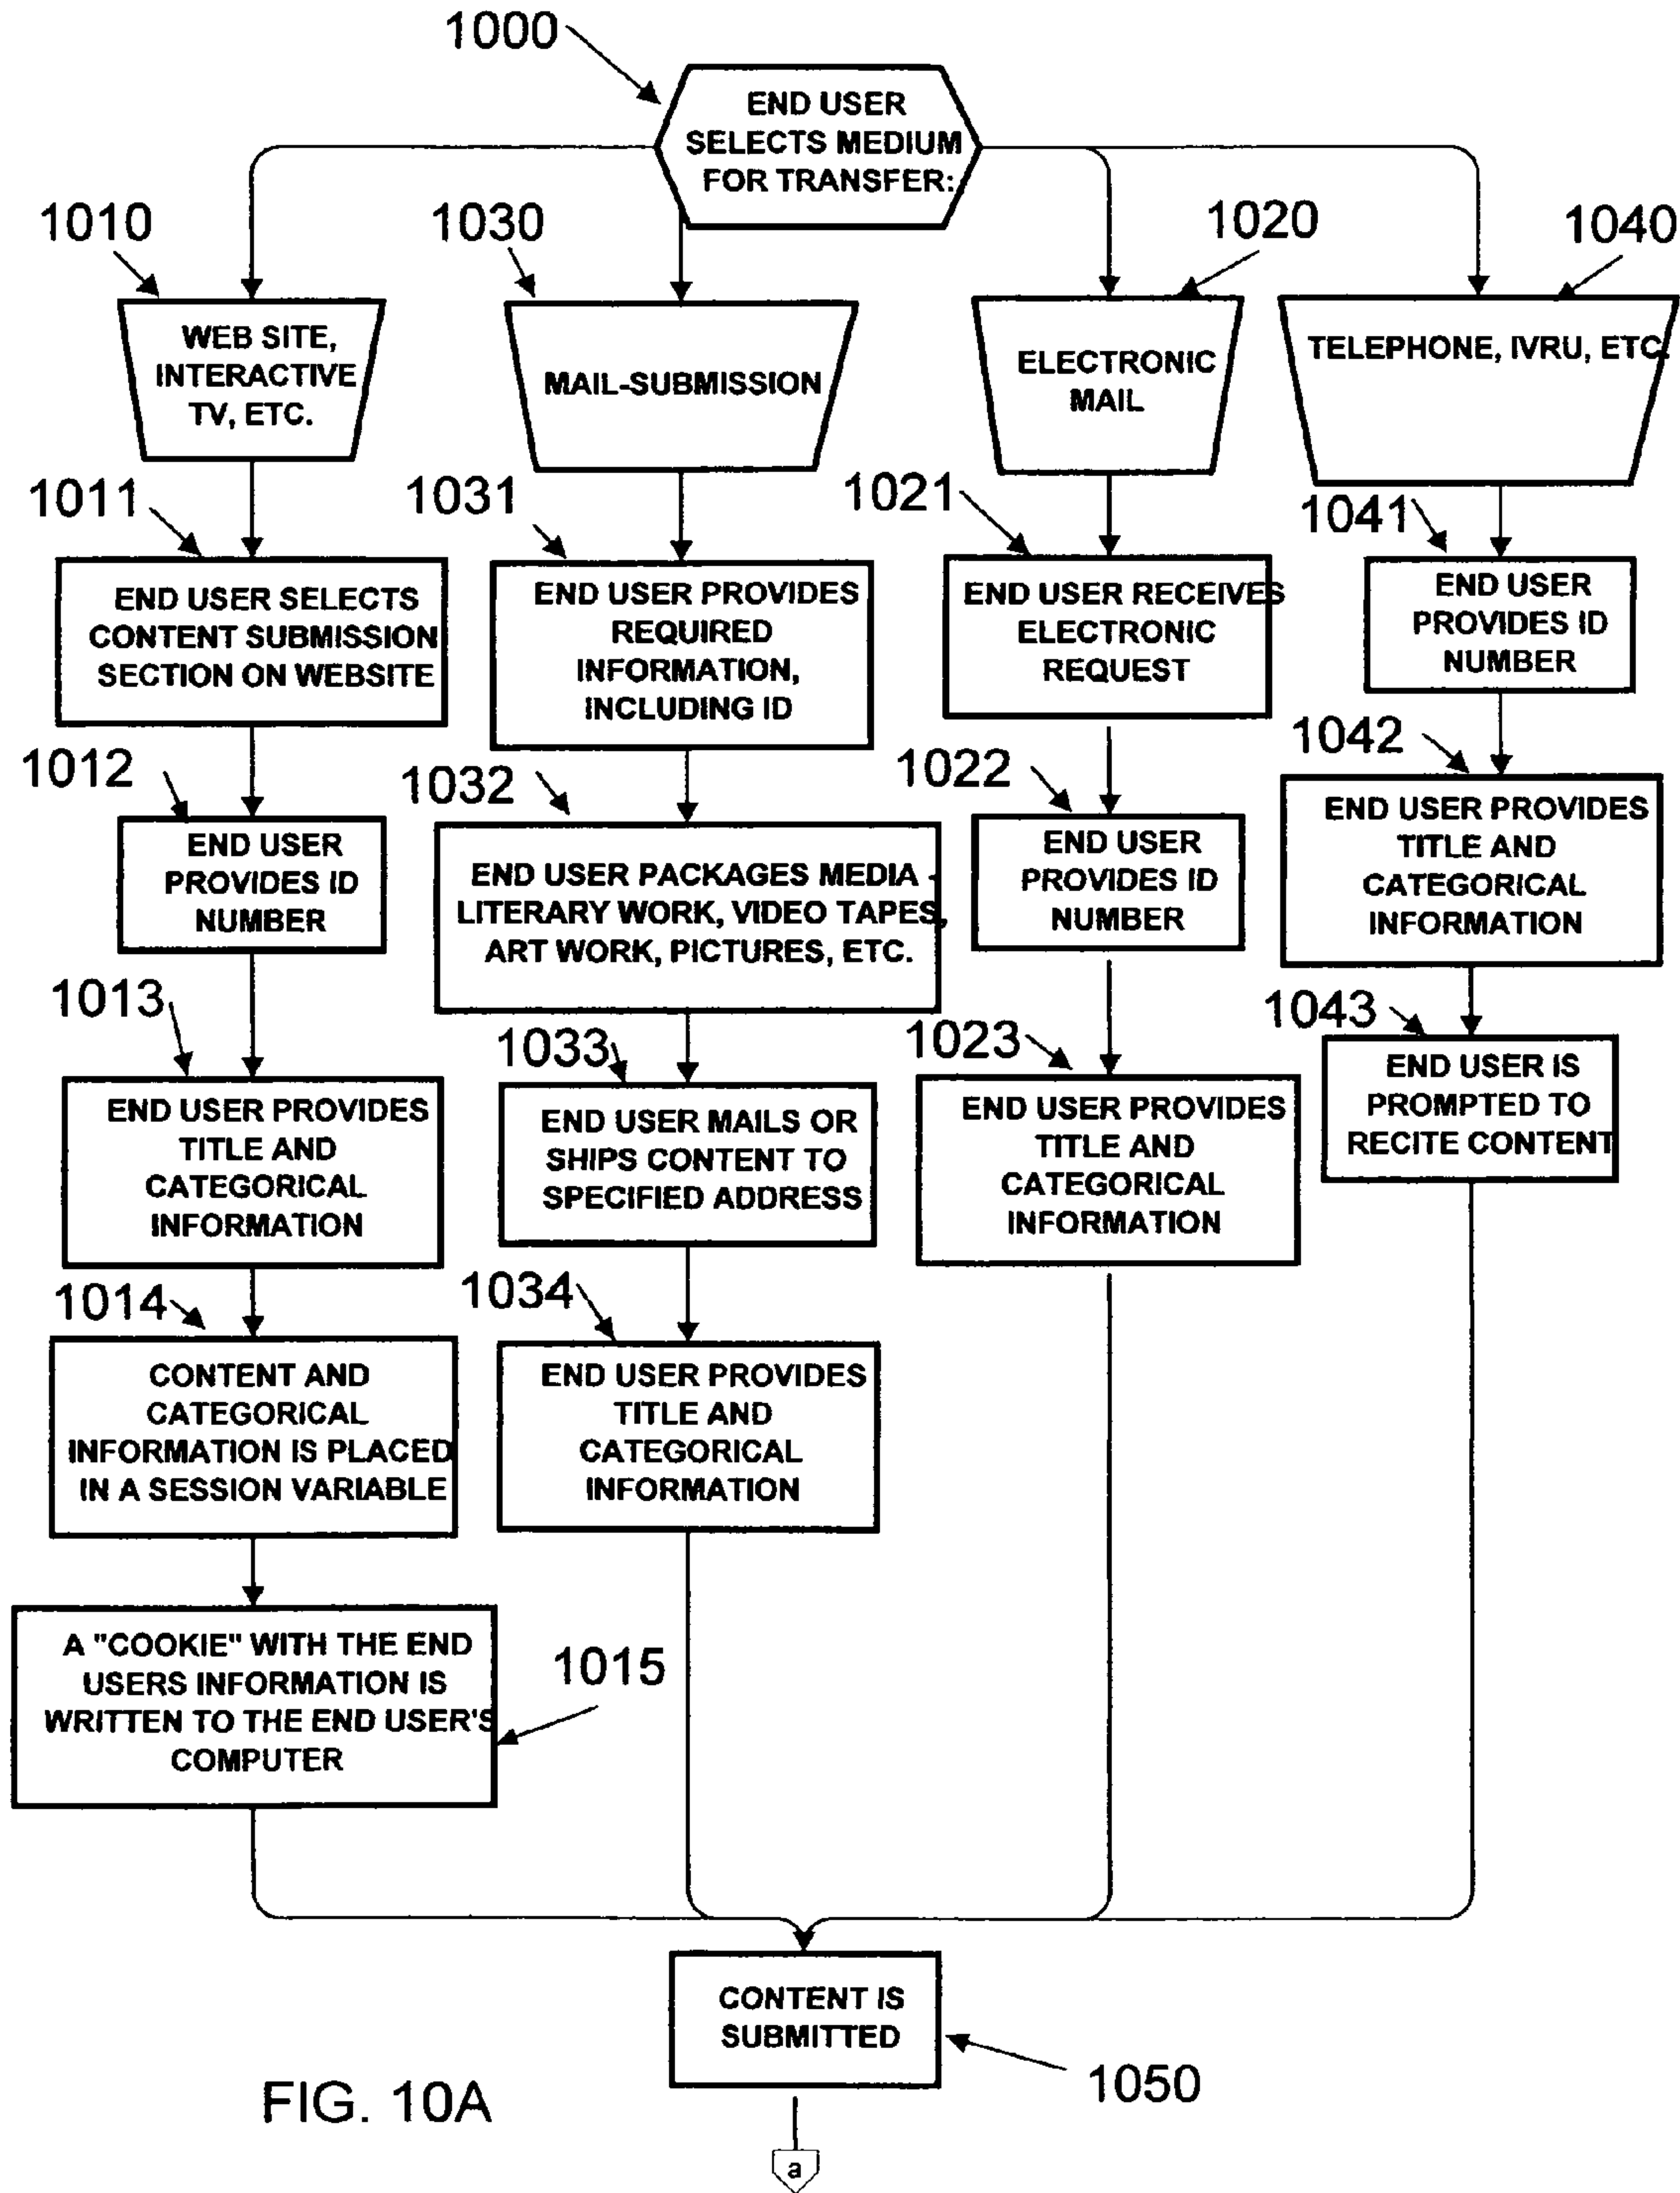 1000
END USER
SELECTS MEDIUM
FOR TRANSFER:
1010
WEB SITE,
INTERACTIVE
TV, ETC.
1030
MAIL-SUBMISSION
1020
ELECTRONIC
MAIL
1040
TELEPHONE, IVRU, ETC.
1011
END USER SELECTS
CONTENT SUBMISSION
SECTION ON WEBSITE
1031
END USER PROVIDES
REQUIRED
INFORMATION,
INCLUDING ID
1021
END USER RECEIVES
ELECTRONIC
REQUEST
1041
END USER
PROVIDES ID
NUMBER
1012
END USER
PROVIDES ID
NUMBER
1032
END USER PACKAGES MEDIA -
LITERARY WORK, VIDEO TAPES,
ART WORK, PICTURES, ETC.
1022
END USER
PROVIDES ID
NUMBER
1042
END USER PROVIDES
TITLE AND
CATEGORICAL
INFORMATION
1013
END USER PROVIDES
TITLE AND
CATEGORICAL
INFORMATION
1033
END USER MAILS OR
SHIPS CONTENT TO
SPECIFIED ADDRESS
1023
END USER PROVIDES
TITLE AND
CATEGORICAL
INFORMATION
1043
END USER IS
PROMPTED TO
RECITE CONTENT
1014
CONTENT AND
CATEGORICAL
INFORMATION IS PLACED
IN A SESSION VARIABLE
1034
END USER PROVIDES
TITLE AND
CATEGORICAL
INFORMATION
A "COOKIE" WITH THE END
USERS INFORMATION IS
WRITTEN TO THE END USER'S
COMPUTER
1015
CONTENT IS
SUBMITTED
1050
FIG. 10A
a